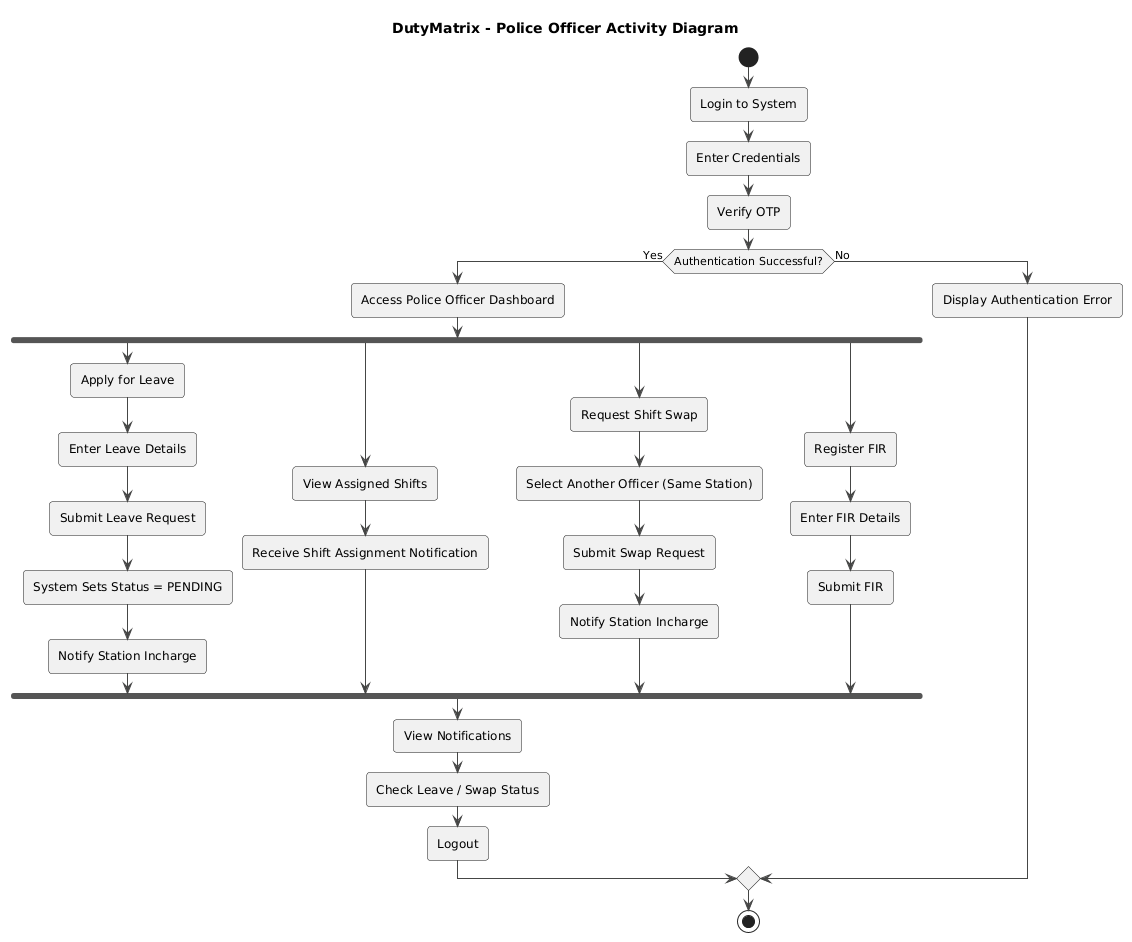 DutyMatrix - Police Officer Activity Diagram
Login to System
Enter Credentials
Verify OTP
Yes
Authentication Successful?
No
Access Police Officer Dashboard
Display Authentication Error
Apply for Leave
Enter Leave Details
Submit Leave Request
System Sets Status = PENDING
Notify Station Incharge
View Assigned Shifts
Receive Shift Assignment Notification
Request Shift Swap
Select Another Officer (Same Station)
Submit Swap Request
Notify Station Incharge
Register FIR
Enter FIR Details
Submit FIR
View Notifications
Check Leave / Swap Status
Logout